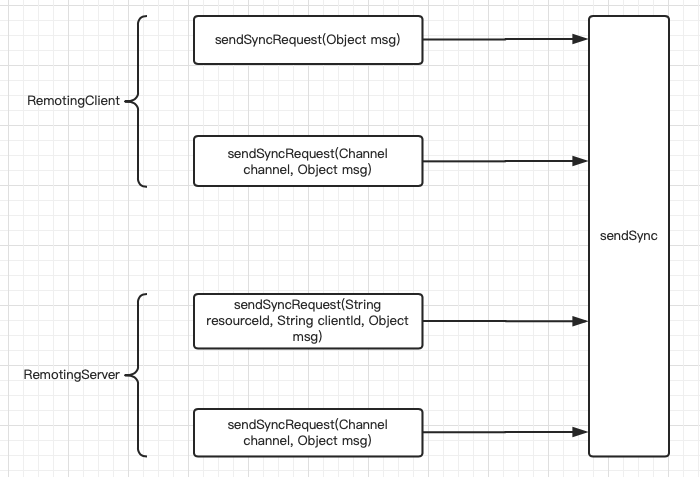 sendSyncRequest(Object msg)
RemotingClient
sendSyncRequest(Channel
channel, Object msg)
sendSync
sendSyncRequest(String
resourceId, String clientId, Object
msg)
RemotingServer
sendSyncRequest(Channel
channel, Object msg)